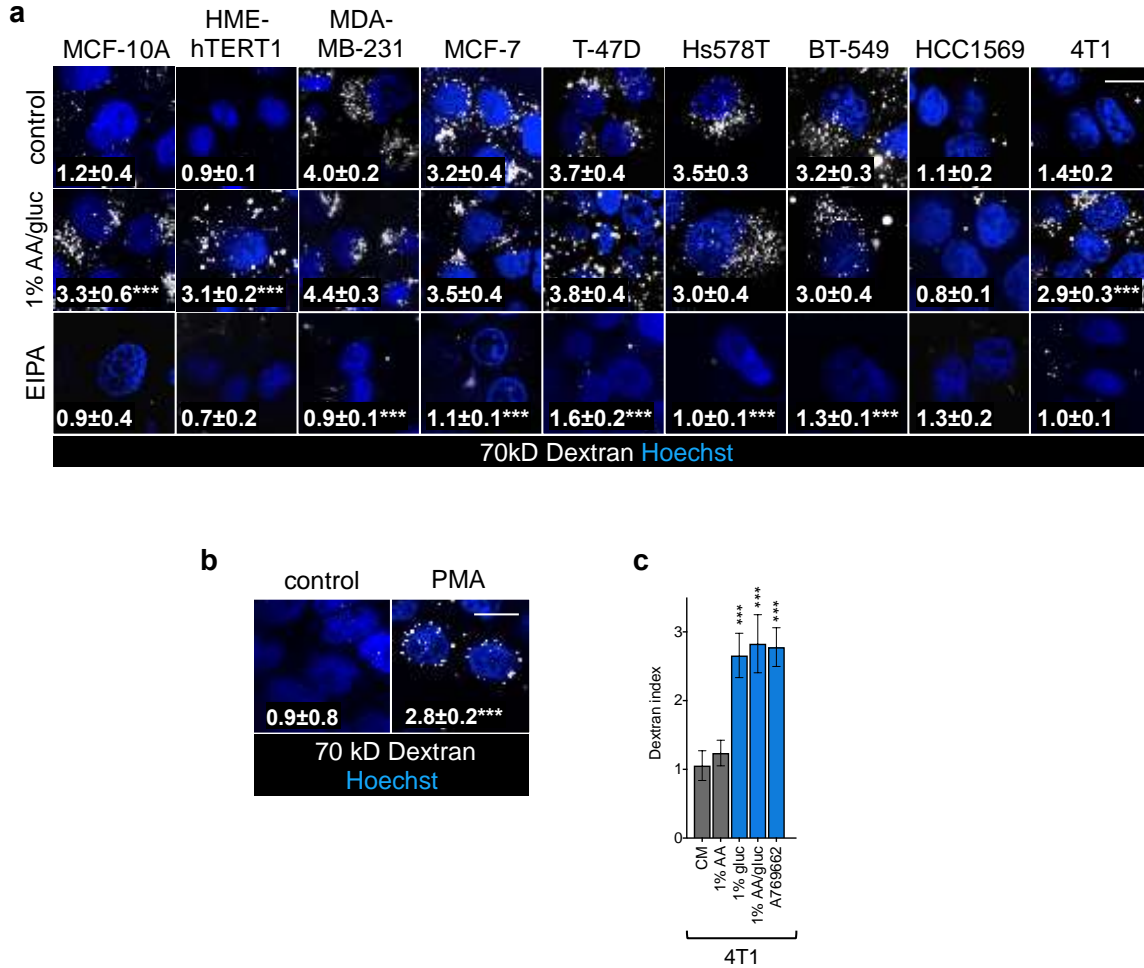 a
MCF-10A HME-hTERT1 MDA-MB-231 MCF-7 T-47D Hs578T BT-549 HCC1569 4T1
control
1.2±0.4 0.9±0.1 4.0±0.2 3.2±0.4 3.7±0.4 3.5±0.3 3.2±0.3 1.1±0.2 1.4±0.2
1% AA/gluc
3.3±0.6*** 3.1±0.2*** 4.4±0.3 3.5±0.4 3.8±0.4 3.0±0.4 3.0±0.4 0.8±0.1 2.9±0.3***
EIPA
0.9±0.4 0.7±0.2 0.9±0.1*** 1.1±0.1*** 1.6±0.2*** 1.0±0.1*** 1.3±0.1*** 1.3±0.2 1.0±0.1
70kD Dextran Hoechst
b
control PMA
0.9±0.8 2.8±0.2***
70 kD Dextran
Hoechst
c
Dextran index
3
2
1
0
*** *** ***
CM
1% AA
1% gluc
1% AA/gluc
A769662
4T1